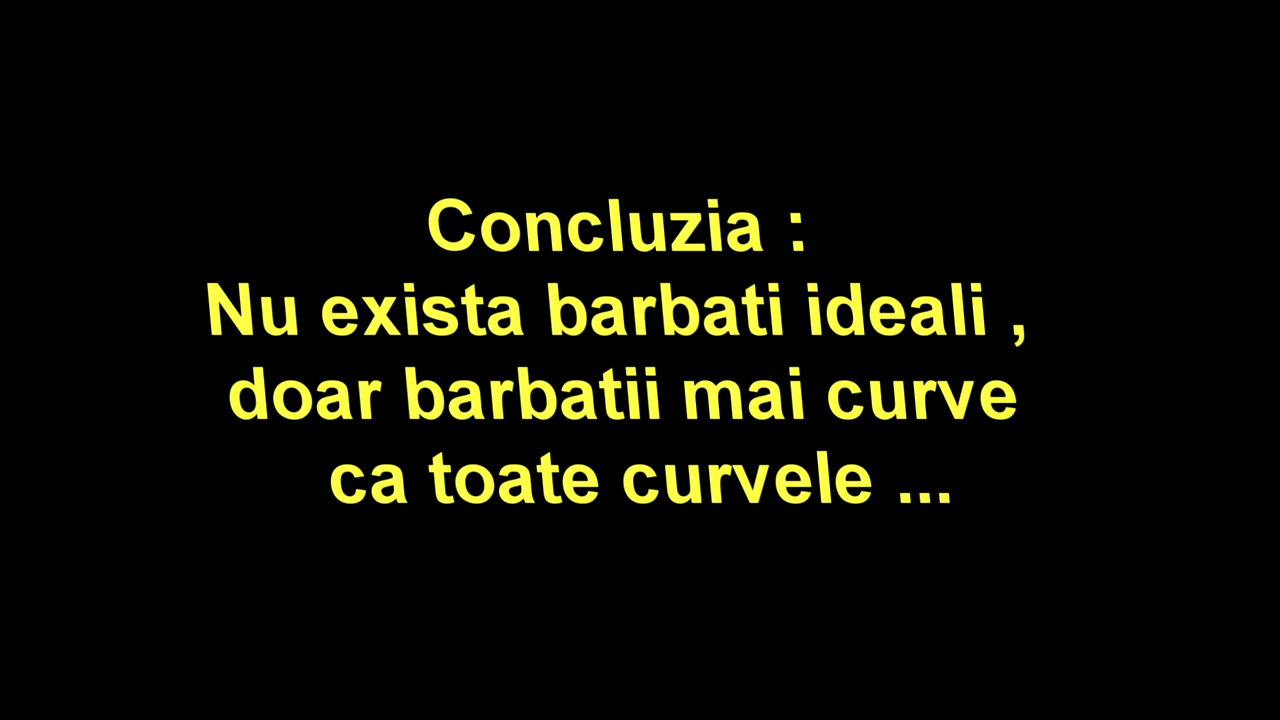 Concluzia :
Nu exista barbati ideali ,
doar barbatii mai curve
ca toate curvele ...